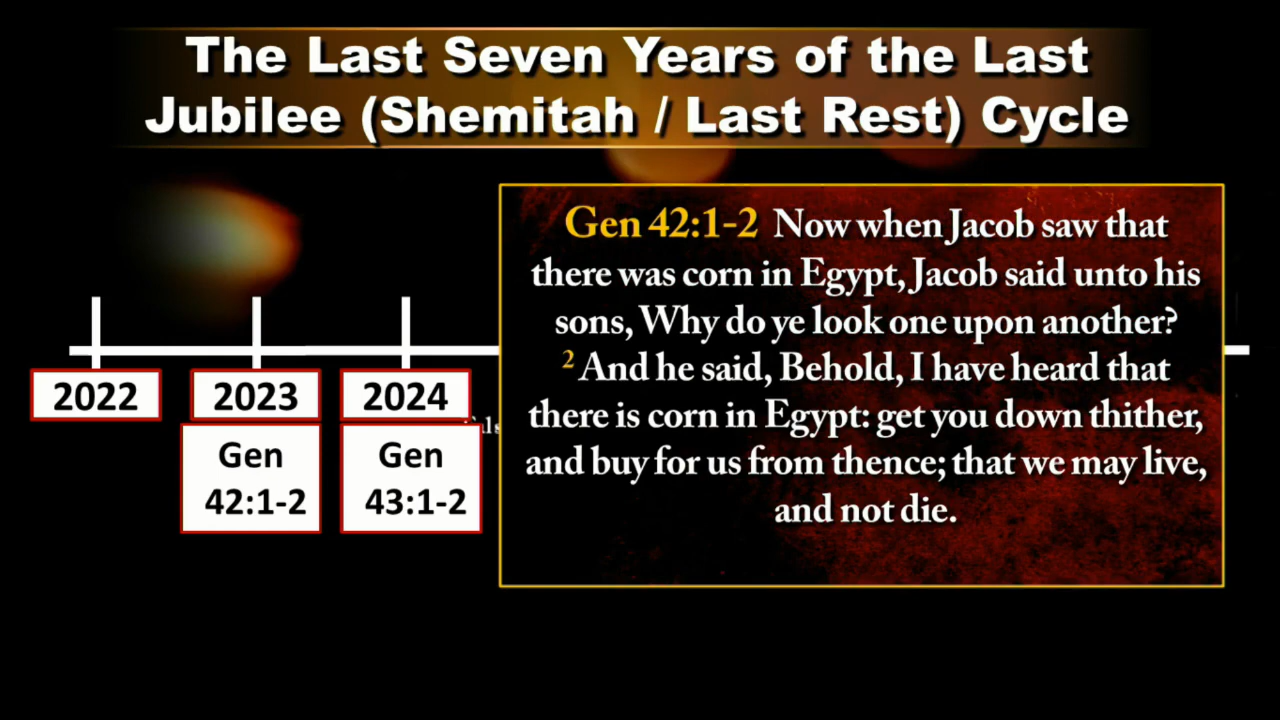 The Last Seven Years of the Last
Jubilee (Shemitah / Last Rest) Cycle
Gen 42:1-2 Now when Jacob saw that
there was corn in Egypt, Jacob said unto his
sons, Why do ye look one upon another?
2 And he said, Behold, I have heard that
there is corn in Egypt: get you down thither,
and buy for us from thence; that we may live,
and not die.
2022
2023
2024
Gen
42:1-2
Gen
43:1-2